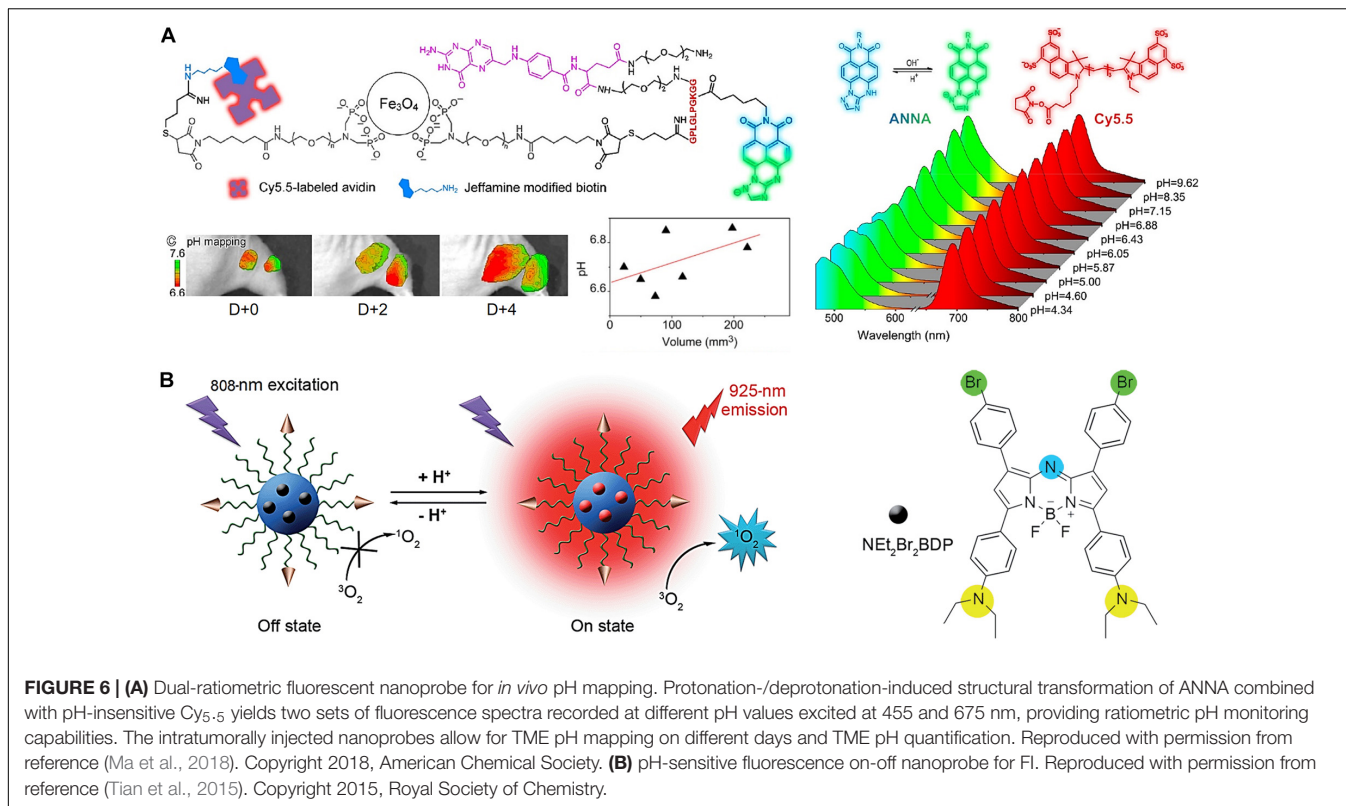 A
Fe3O4
GPLGLPGKGG
OH⁻
H⁺
ANNA
Cy5.5
Cy5.5-labeled avidin
Jeffamine modified biotin
C pH mapping
7.6
6.6
D+0
D+2
D+4
pH
6.8
6.6
0
100
200
Volume (mm³)
pH=9.62
pH=8.35
pH=7.15
pH=6.88
pH=6.43
pH=6.05
pH=5.87
pH=5.00
pH=4.60
pH=4.34
500
600
700
800
Wavelength (nm)
B
808-nm excitation
925-nm
emission
+ H⁺
- H⁺
¹O₂
³O₂
Off state
¹O₂
³O₂
On state
NEt₂Br₂BDP
Br
Br
N
N
N
B
F
F
N
N
FIGURE 6 | (A) Dual-ratiometric fluorescent nanoprobe for in vivo pH mapping. Protonation-/deprotonation-induced structural transformation of ANNA combined
with pH-insensitive Cy5.5 yields two sets of fluorescence spectra recorded at different pH values excited at 455 and 675 nm, providing ratiometric pH monitoring
capabilities. The intratumorally injected nanoprobes allow for TME pH mapping on different days and TME pH quantification. Reproduced with permission from
reference (Ma et al., 2018). Copyright 2018, American Chemical Society. (B) pH-sensitive fluorescence on-off nanoprobe for FI. Reproduced with permission from
reference (Tian et al., 2015). Copyright 2015, Royal Society of Chemistry.